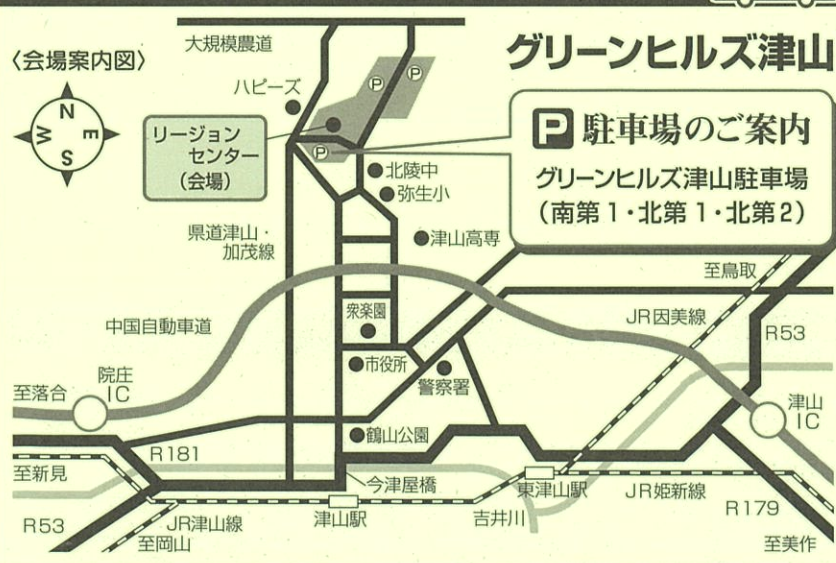 〈会場案内図〉
大規模農道
グリーンヒルズ津山
ハピーズ
N
W
E
S
リージョン
センター
(会場)
P
P
P
P 駐車場のご案内
グリーンヒルズ津山駐車場
(南第1・北第1・北第2)
北陵中
弥生小
県道津山・
加茂線
津山高専
至鳥取
衆楽園
中国自動車道
JR因美線
R53
市役所
警察署
院庄
IC
至落合
津山
IC
鶴山公園
R181
至新見
今津屋橋
東津山駅
JR姫新線
R179
R53
JR津山線
津山駅
吉井川
至岡山
至美作